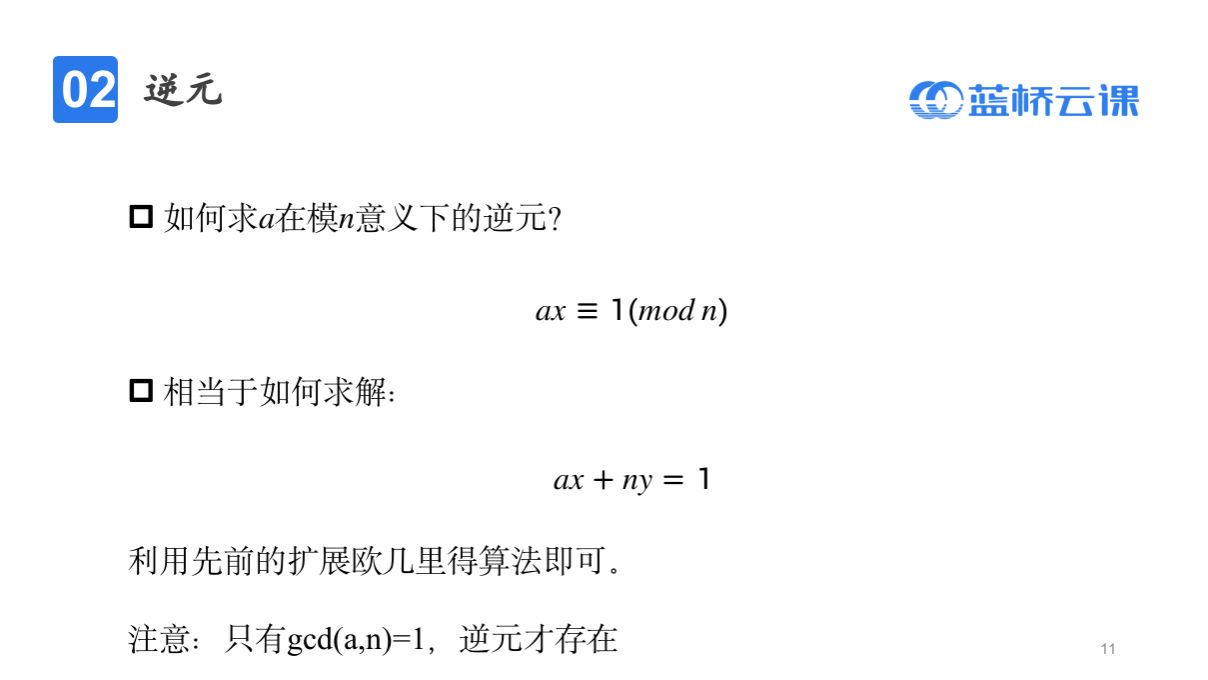 02 逆元
蓝桥云课
如何求a在模n意义下的逆元?
ax ≡ 1(mod n)
相当于如何求解：
ax + ny = 1
利用先前的扩展欧几里得算法即可。
注意：只有gcd(a,n)=1，逆元才存在
11